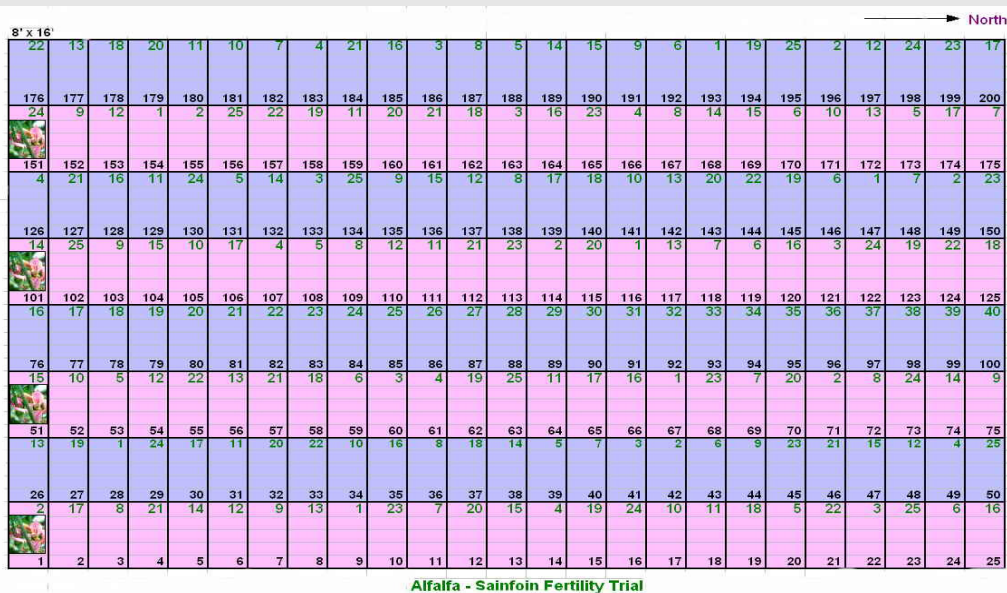 North
8' x 16'
22 13 18 20 11 10 7 4 21 16 3 8 5 14 15 9 6 1 19 25 2 12 24 23 17
176 177 178 179 180 181 182 183 184 185 186 187 188 189 190 191 192 193 194 195 196 197 198 199 200
24 9 12 1 2 25 22 19 11 20 21 18 3 16 23 4 8 14 15 6 10 13 5 17 7
151 152 153 154 155 156 157 158 159 160 161 162 163 164 165 166 167 168 169 170 171 172 173 174 175
4 21 16 11 24 5 14 3 25 9 15 12 8 17 18 10 13 20 22 19 6 1 7 2 23
126 127 128 129 130 131 132 133 134 135 136 137 138 139 140 141 142 143 144 145 146 147 148 149 150
14 25 9 15 10 17 4 5 8 12 11 21 23 2 20 1 13 7 6 16 3 24 19 22 18
101 102 103 104 105 106 107 108 109 110 111 112 113 114 115 116 117 118 119 120 121 122 123 124 125
16 17 18 19 20 21 22 23 24 25 26 27 28 29 30 31 32 33 34 35 36 37 38 39 40
76 77 78 79 80 81 82 83 84 85 86 87 88 89 90 91 92 93 94 95 96 97 98 99 100
15 10 5 12 22 13 21 18 6 3 4 19 25 11 17 16 1 23 7 20 2 8 24 14 9
51 52 53 54 55 56 57 58 59 60 61 62 63 64 65 66 67 68 69 70 71 72 73 74 75
13 19 1 24 17 11 20 22 10 16 8 18 14 5 7 3 2 6 9 23 21 15 12 4 25
26 27 28 29 30 31 32 33 34 35 36 37 38 39 40 41 42 43 44 45 46 47 48 49 50
2 17 8 21 14 12 9 13 1 23 7 20 15 4 19 24 10 11 18 5 22 3 25 6 16
1 2 3 4 5 6 7 8 9 10 11 12 13 14 15 16 17 18 19 20 21 22 23 24 25
Alfalfa - Sainfoin Fertility Trial